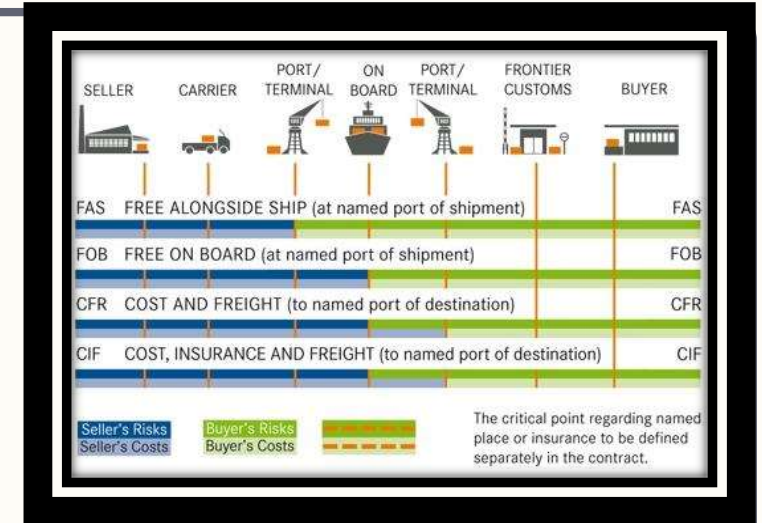 PORT/ ON PORT/ FRONTIER
SELLER CARRIER TERMINAL BOARD TERMINAL CUSTOMS BUYER
FAS FREE ALONGSIDE SHIP (at named port of shipment) FAS
FOB FREE ON BOARD (at named port of shipment) FOB
CFR COST AND FREIGHT (to named port of destination) CFR
CIF COST, INSURANCE AND FREIGHT (to named port of destination) CIF
Seller's Risks Buyer's Risks
Seller's Costs Buyer's Costs
The critical point regarding named
place or insurance to be defined
separately in the contract.